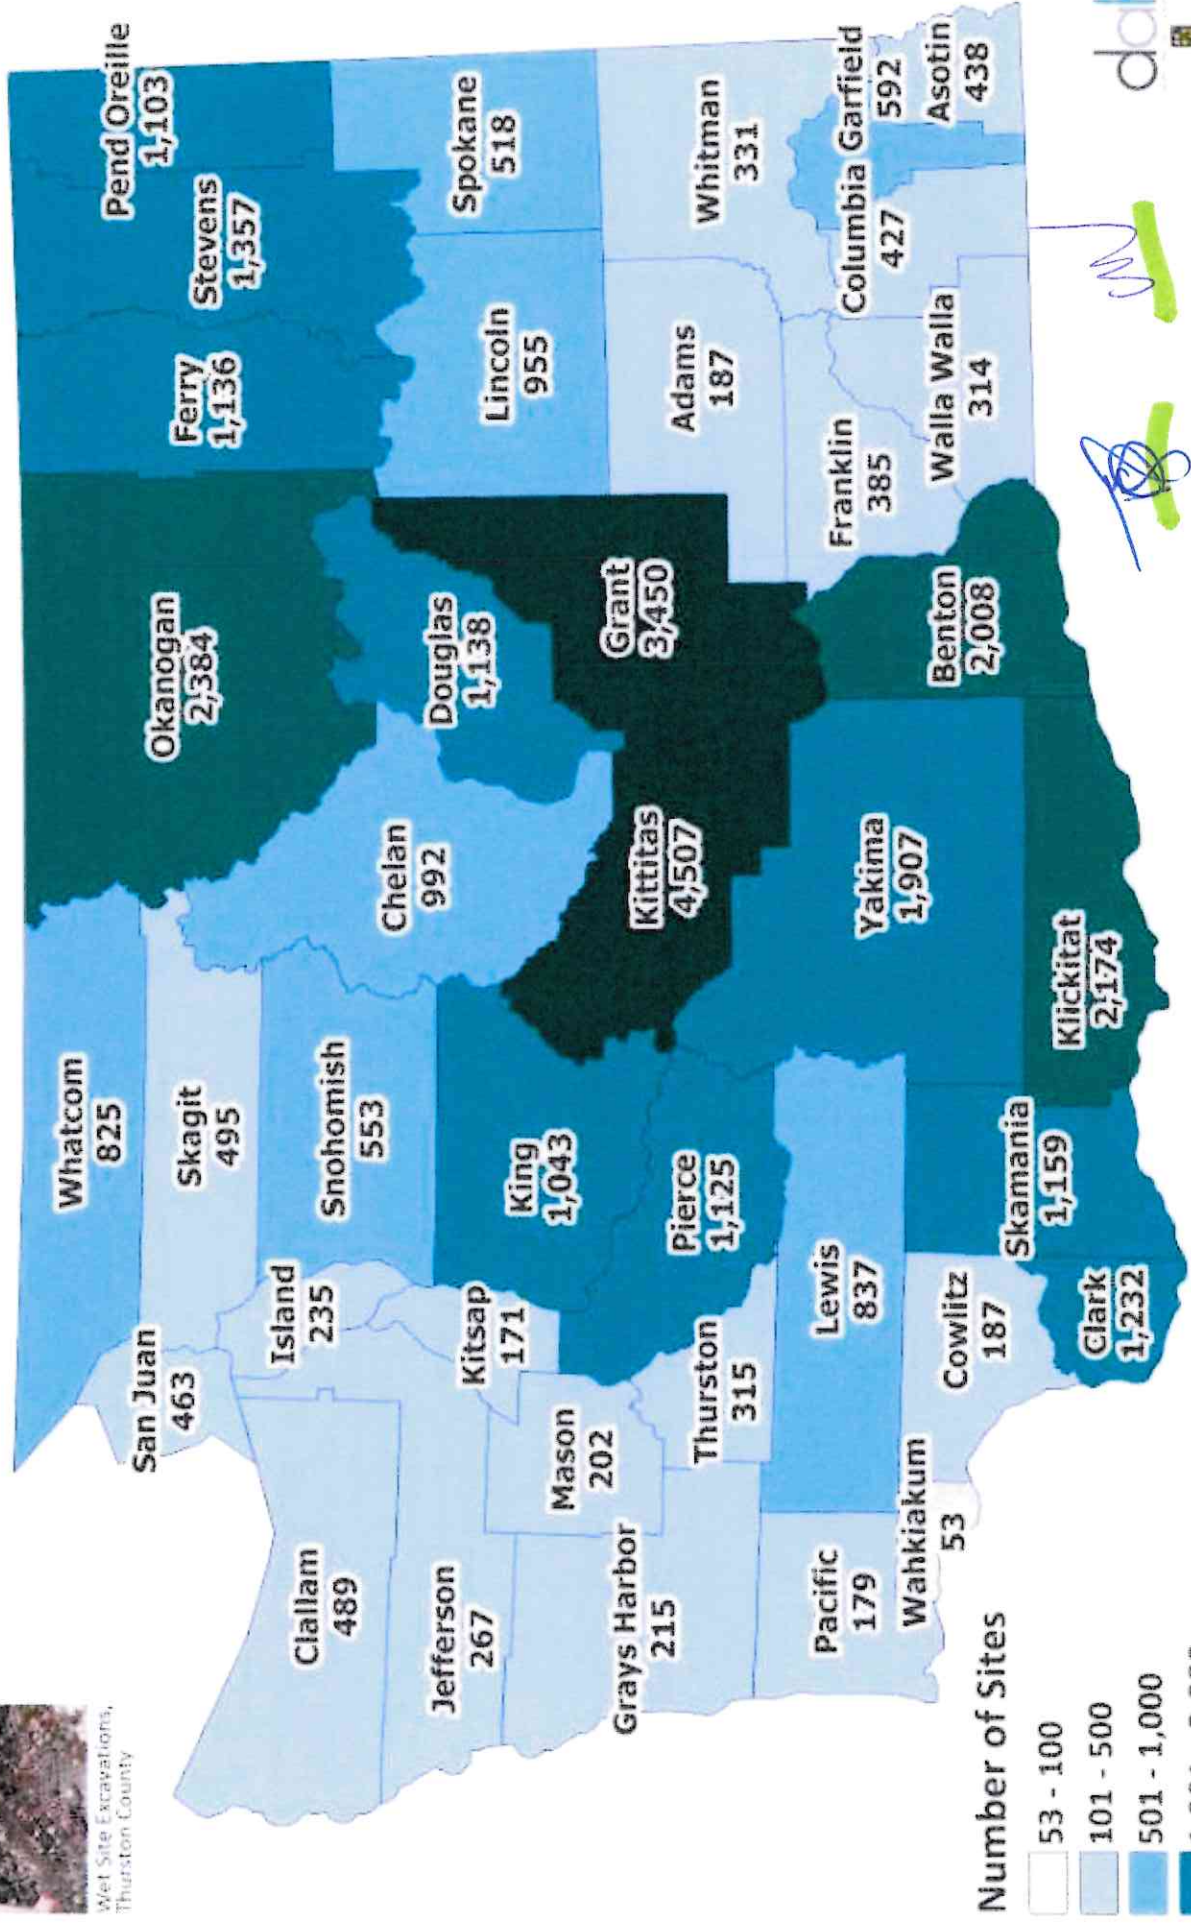 Wet Site Excavations,
Thurston County
Whatcom
825
Okanogan
2,384
Ferry
1,136
Stevens
1,357
Pend Oreille
1,103
San Juan
463
Skagit
495
Island
235
Snohomish
553
Chelan
992
Douglas
1,138
Lincoln
955
Spokane
518
Clallam
489
Jefferson
267
Kitsap
171
King
1,043
Kittitas
4,507
Grant
3,450
Adams
187
Whitman
331
Grays Harbor
215
Mason
202
Thurston
315
Pierce
1,125
Yakima
1,907
Benton
2,008
Franklin
385
Walla Walla
314
Columbia
427
Garfield
592
Asotin
438
Pacific
179
Lewis
837
Wahkiakum
53
Cowlitz
187
Skamania
1,159
Clark
1,232
Klickitat
2,174
Number of Sites
53 - 100
101 - 500
501 - 1,000